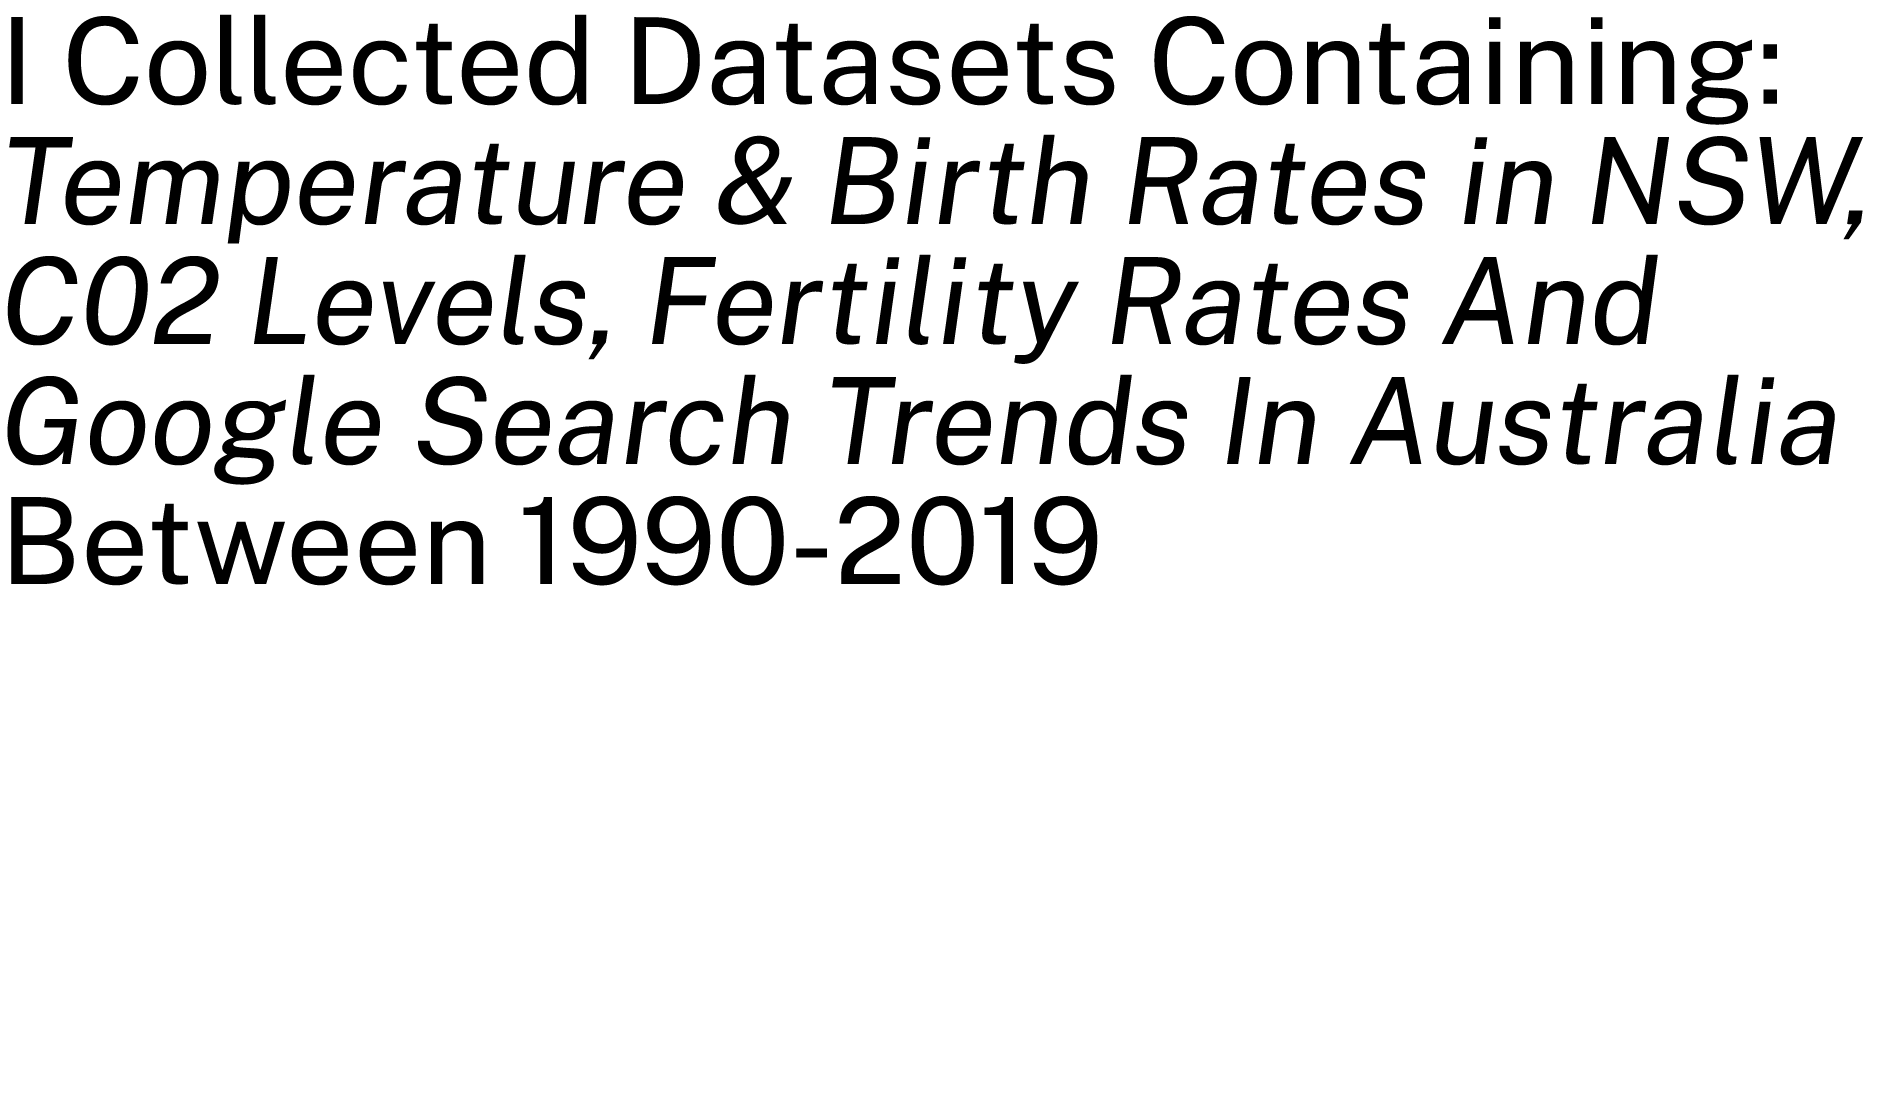 I Collected Datasets Containing:
Temperature & Birth Rates in NSW,
C02 Levels, Fertility Rates And
Google Search Trends In Australia
Between 1990-2019